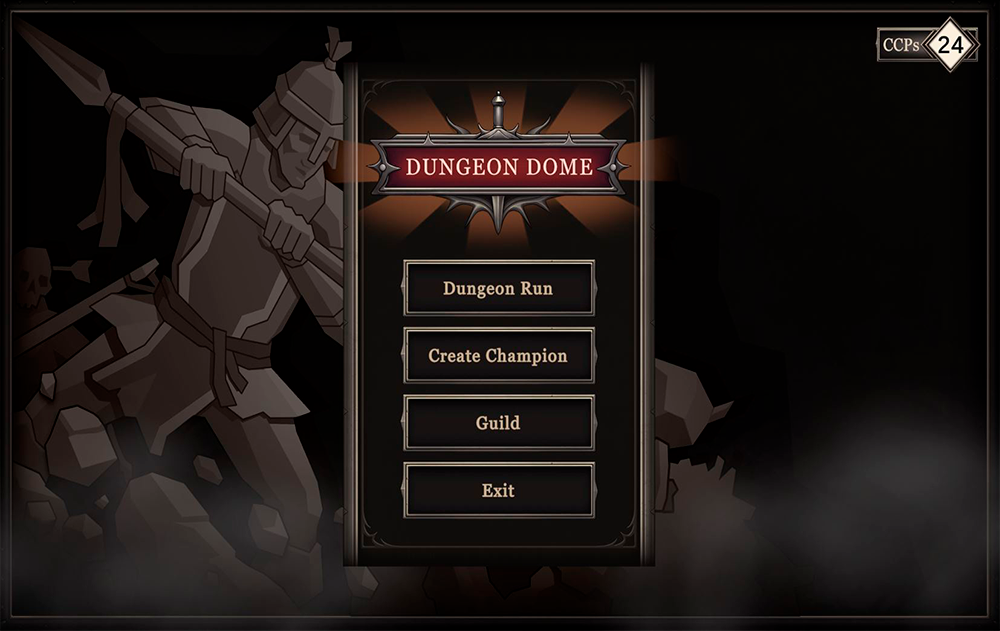 CCPs 24
DUNGEON DOME
Dungeon Run
Create Champion
Guild
Exit